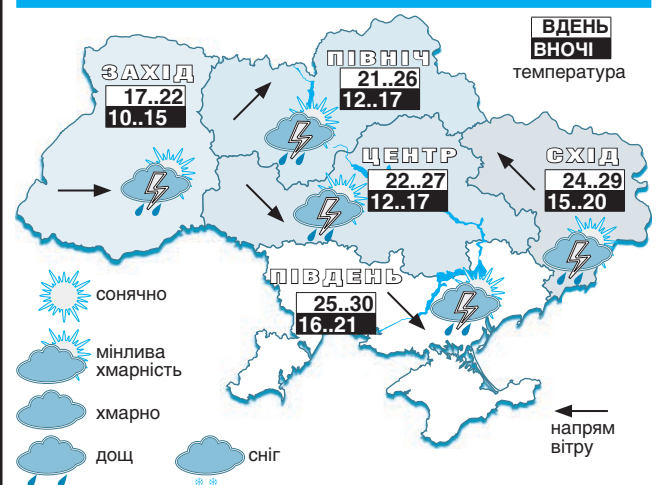 ВДЕНЬ
ВНОЧІ
температура
ПІВНІЧ
21..26
12..17
ЗАХІД
17..22
10..15
ЦЕНТР
22..27
12..17
СХІД
24..29
15..20
ПІВДЕНЬ
25..30
16..21
сонячно
мінлива
хмарність
хмарно
дощ
сніг
напрям
вітру